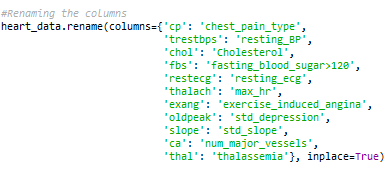 #Renaming the columns
heart_data.rename(columns={'cp': 'chest_pain_type',
'trestbps': 'resting_BP',
'chol': 'Cholesterol',
'fbs': 'fasting_blood_sugar>120',
'restecg': 'resting_ecg',
'thalach': 'max_hr',
'exang': 'exercise_induced_angina',
'oldpeak': 'std_depression',
'slope': 'std_slope',
'ca': 'num_major_vessels',
'thal': 'thalassemia'}, inplace=True)